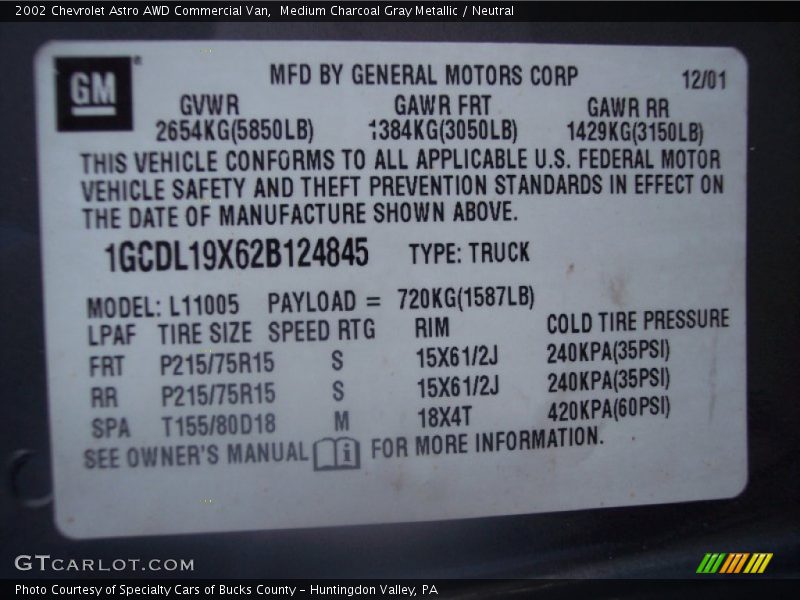 2002 Chevrolet Astro AWD Commercial Van,  Medium Charcoal Gray Metallic / Neutral
GM®
MFD BY GENERAL MOTORS CORP 12/01
GVWR GAWR FRT GAWR RR
2654KG(5850LB) 1384KG(3050LB) 1429KG(3150LB)
THIS VEHICLE CONFORMS TO ALL APPLICABLE U.S. FEDERAL MOTOR
VEHICLE SAFETY AND THEFT PREVENTION STANDARDS IN EFFECT ON
THE DATE OF MANUFACTURE SHOWN ABOVE.
1GCDL19X62B124845 TYPE: TRUCK
MODEL: L11005 PAYLOAD = 720KG(1587LB)
LPAF TIRE SIZE SPEED RTG RIM COLD TIRE PRESSURE
FRT P215/75R15 S 15X61/2J 240KPA(35PSI)
RR P215/75R15 S 15X61/2J 240KPA(35PSI)
SPA T155/80D18 M 18X4T 420KPA(60PSI)
SEE OWNER'S MANUAL i FOR MORE INFORMATION.
GTCARLOT.COM
Photo Courtesy of Specialty Cars of Bucks County - Huntingdon Valley, PA